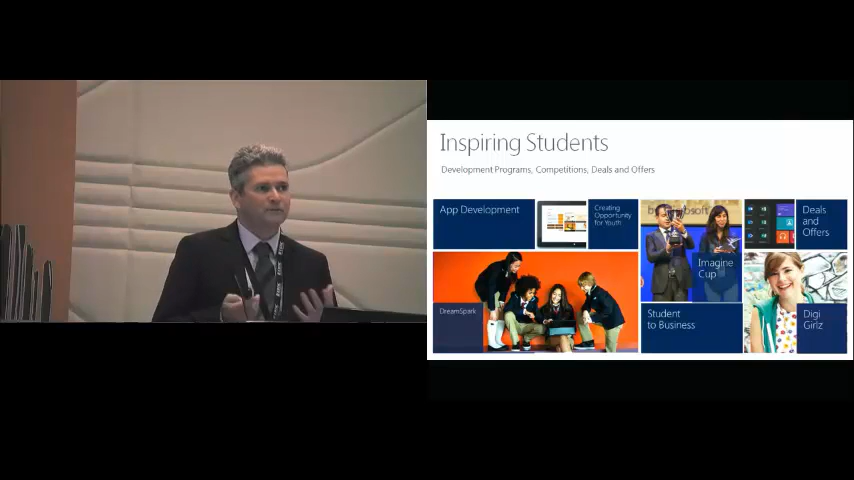 Inspiring Students
Development Programs, Competitions, Deals and Offers
App Development
Creating
Opportunity
for Youth
Deals
and
Offers
Imagine
Cup
DreamSpark
Student
to Business
Digi
Girlz